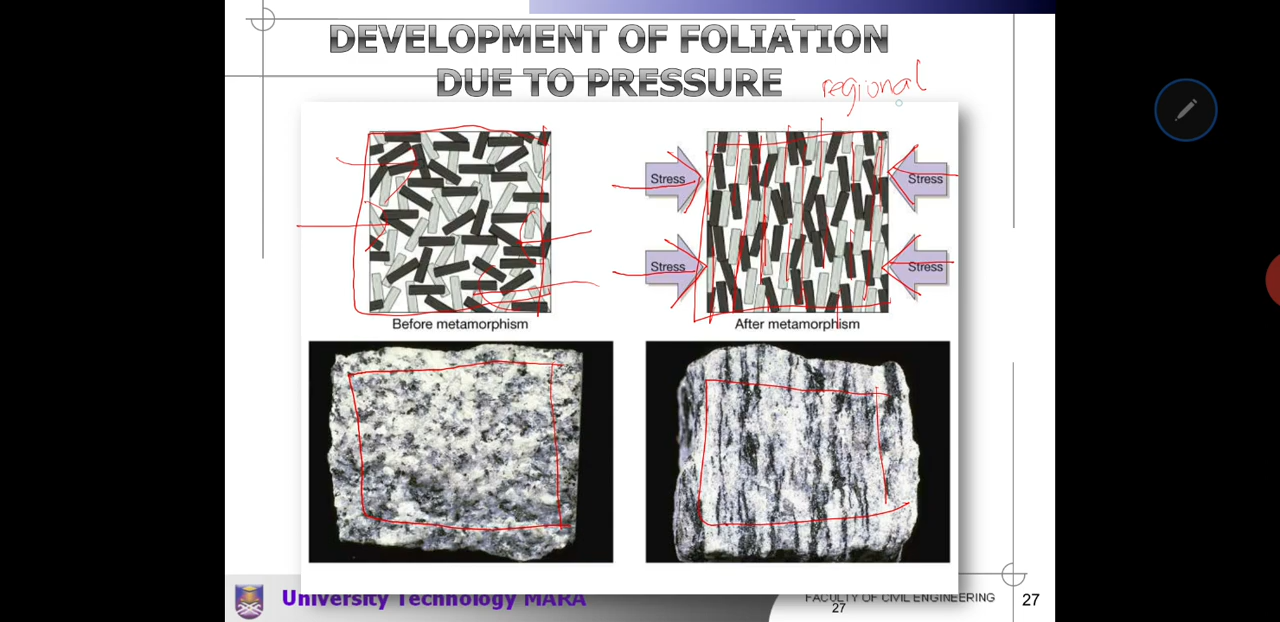 DEVELOPMENT OF FOLIATION
DUE TO PRESSURE
regional
Stress
Stress
Stress
Stress
Before metamorphism
After metamorphism
University Technology MARA
FACULTY OF CIVIL ENGINEERING
27
27